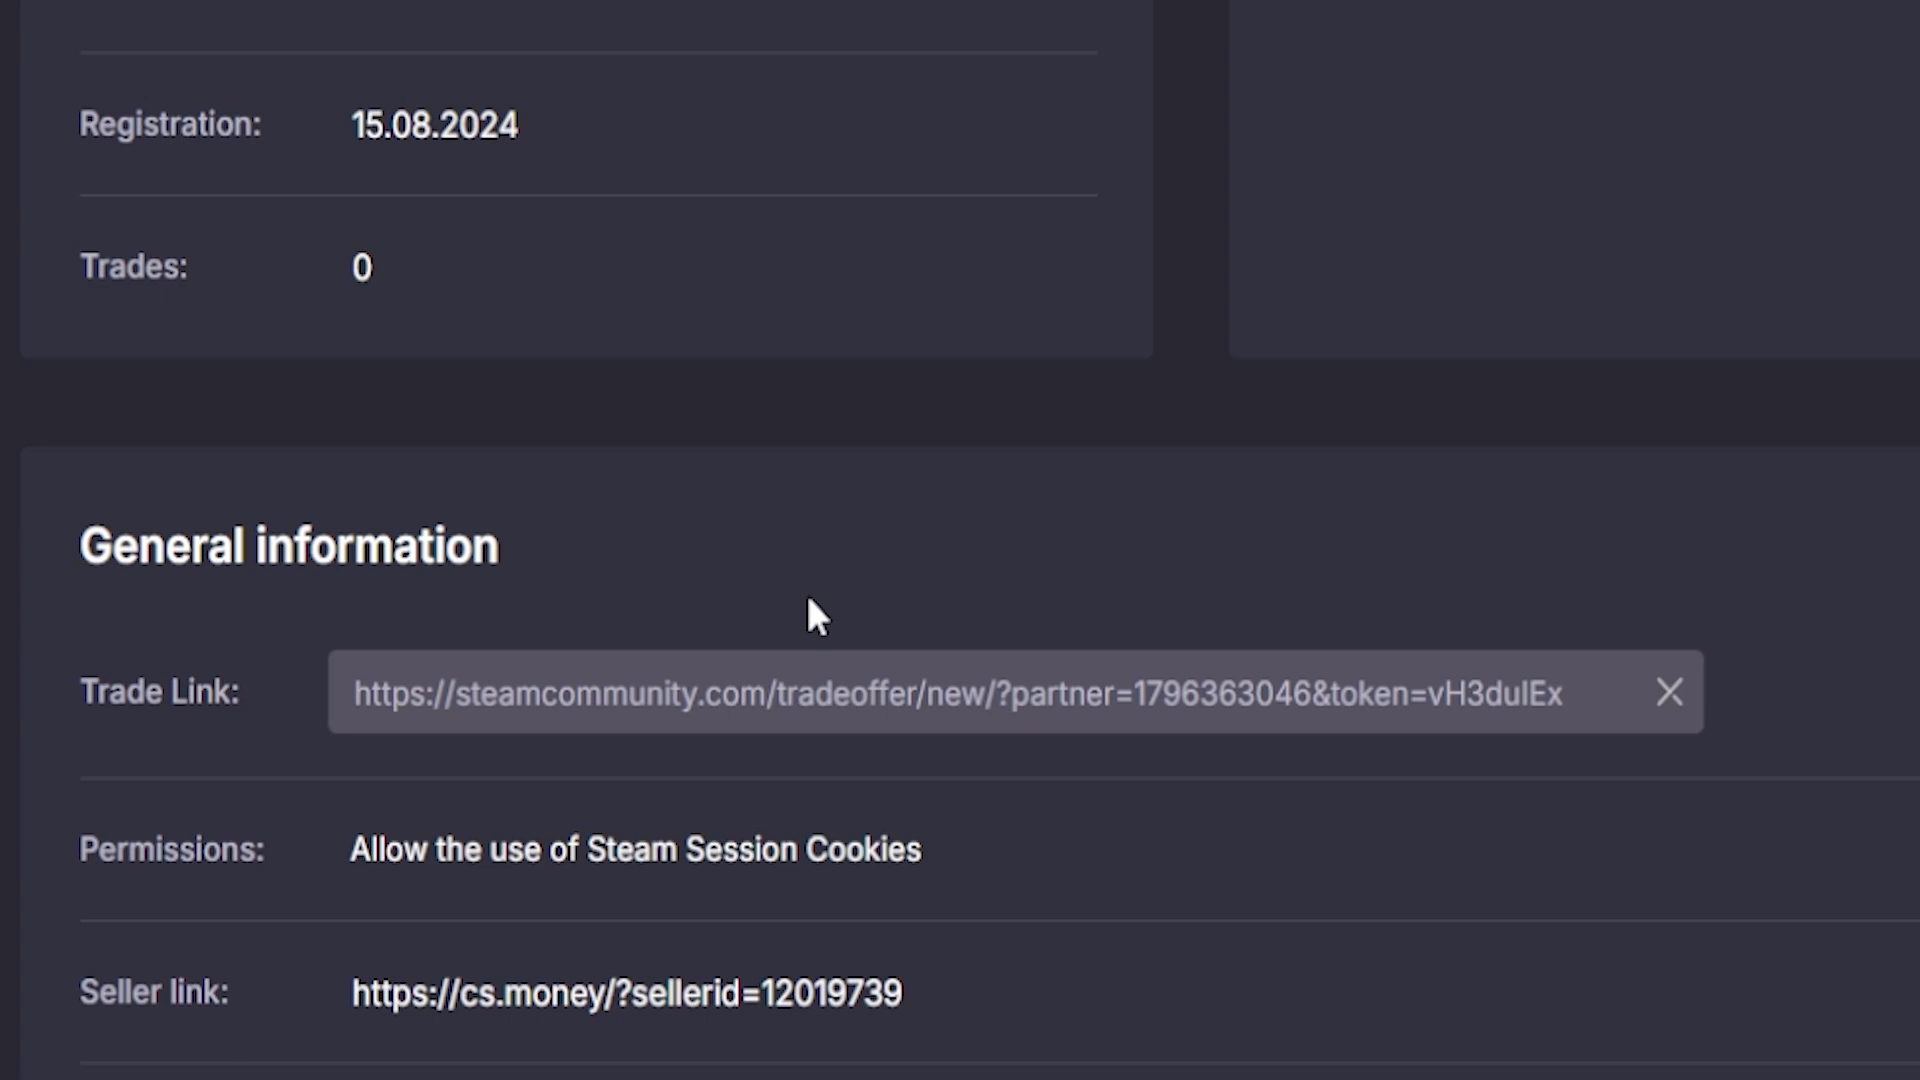 Registration: 15.08.2024
Trades: 0
General information
Trade Link: https://steamcommunity.com/tradeoffer/new/?partner=1796363046&token=vH3dulEx
Permissions: Allow the use of Steam Session Cookies
Seller link: https://cs.money/?sellerid=12019739